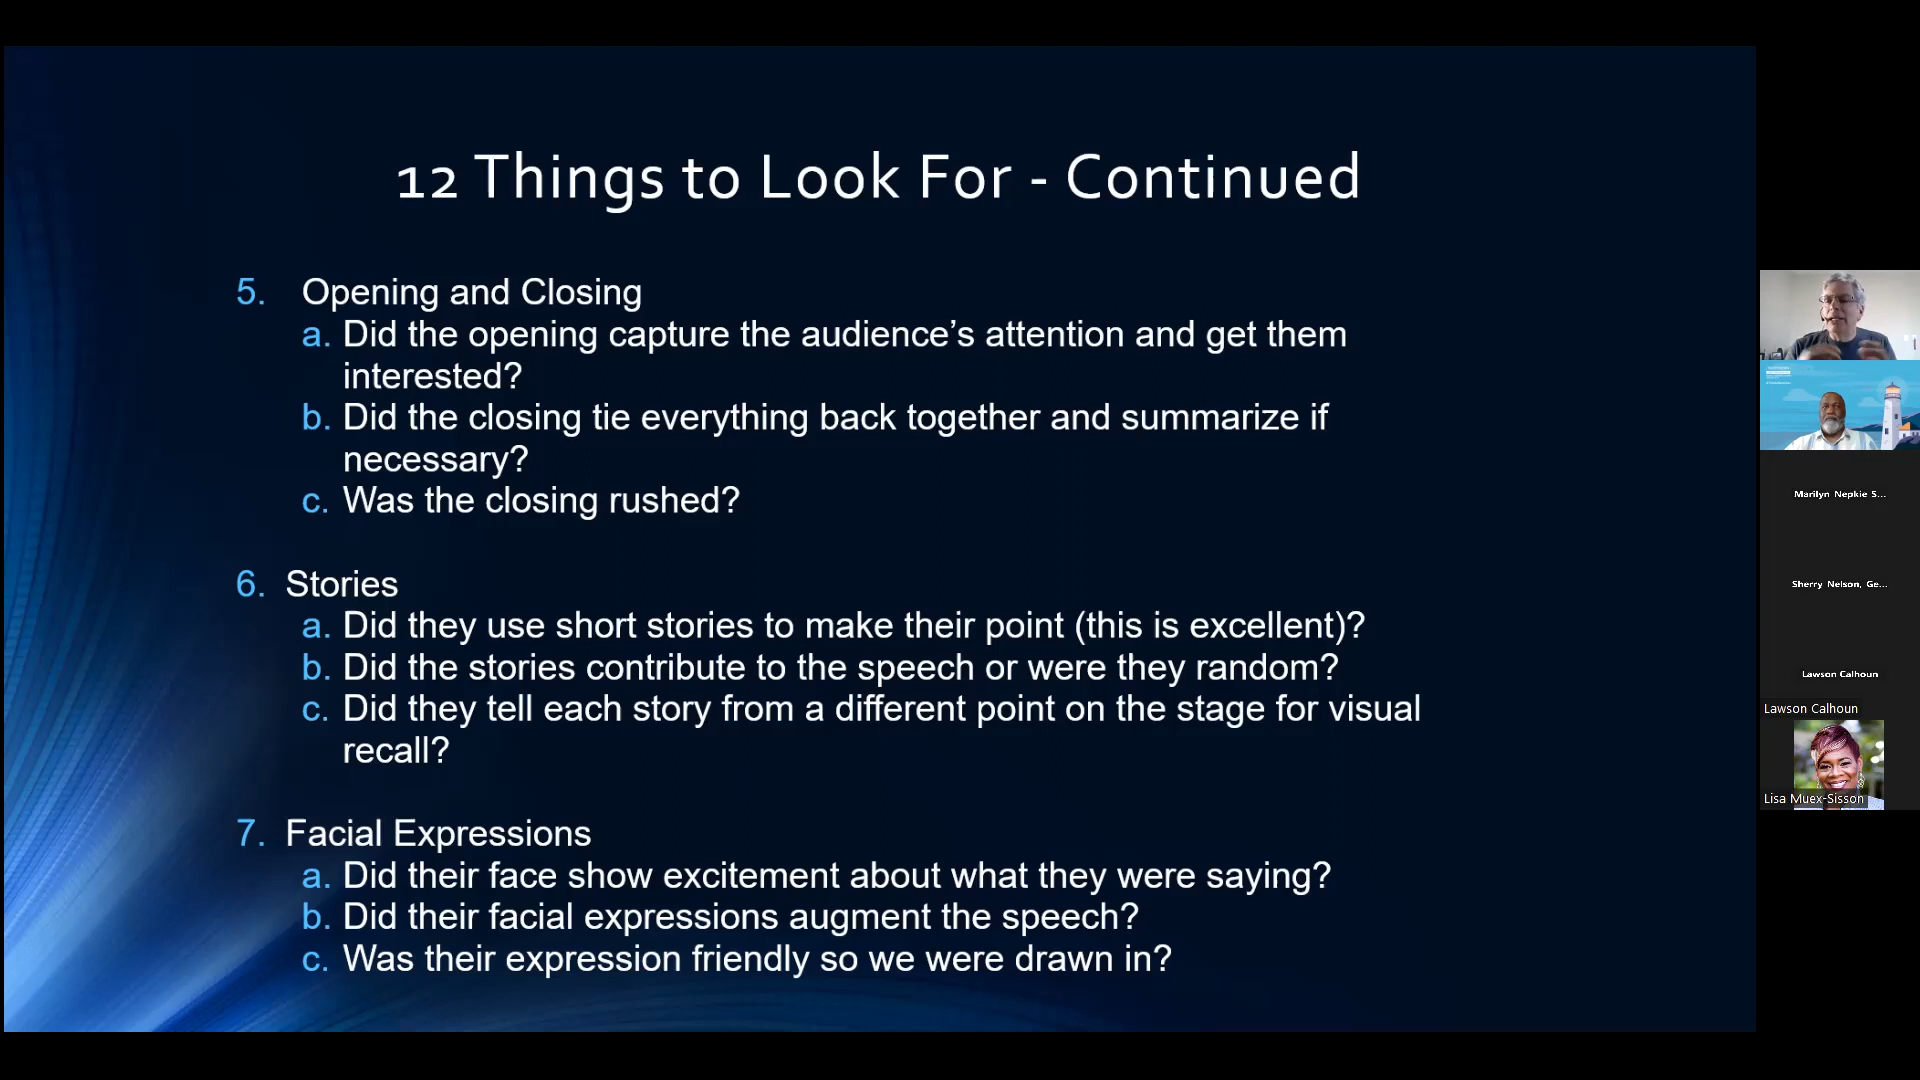 12 Things to Look For - Continued
5. Opening and Closing
a. Did the opening capture the audience’s attention and get them
interested?
b. Did the closing tie everything back together and summarize if
necessary?
c. Was the closing rushed?
6. Stories
a. Did they use short stories to make their point (this is excellent)?
b. Did the stories contribute to the speech or were they random?
c. Did they tell each story from a different point on the stage for visual
recall?
7. Facial Expressions
a. Did their face show excitement about what they were saying?
b. Did their facial expressions augment the speech?
c. Was their expression friendly so we were drawn in?
Marilyn Nepkie S...
Sherry Nelson, Ge...
Lawson Calhoun
Lawson Calhoun
Lisa Muex-Sisson